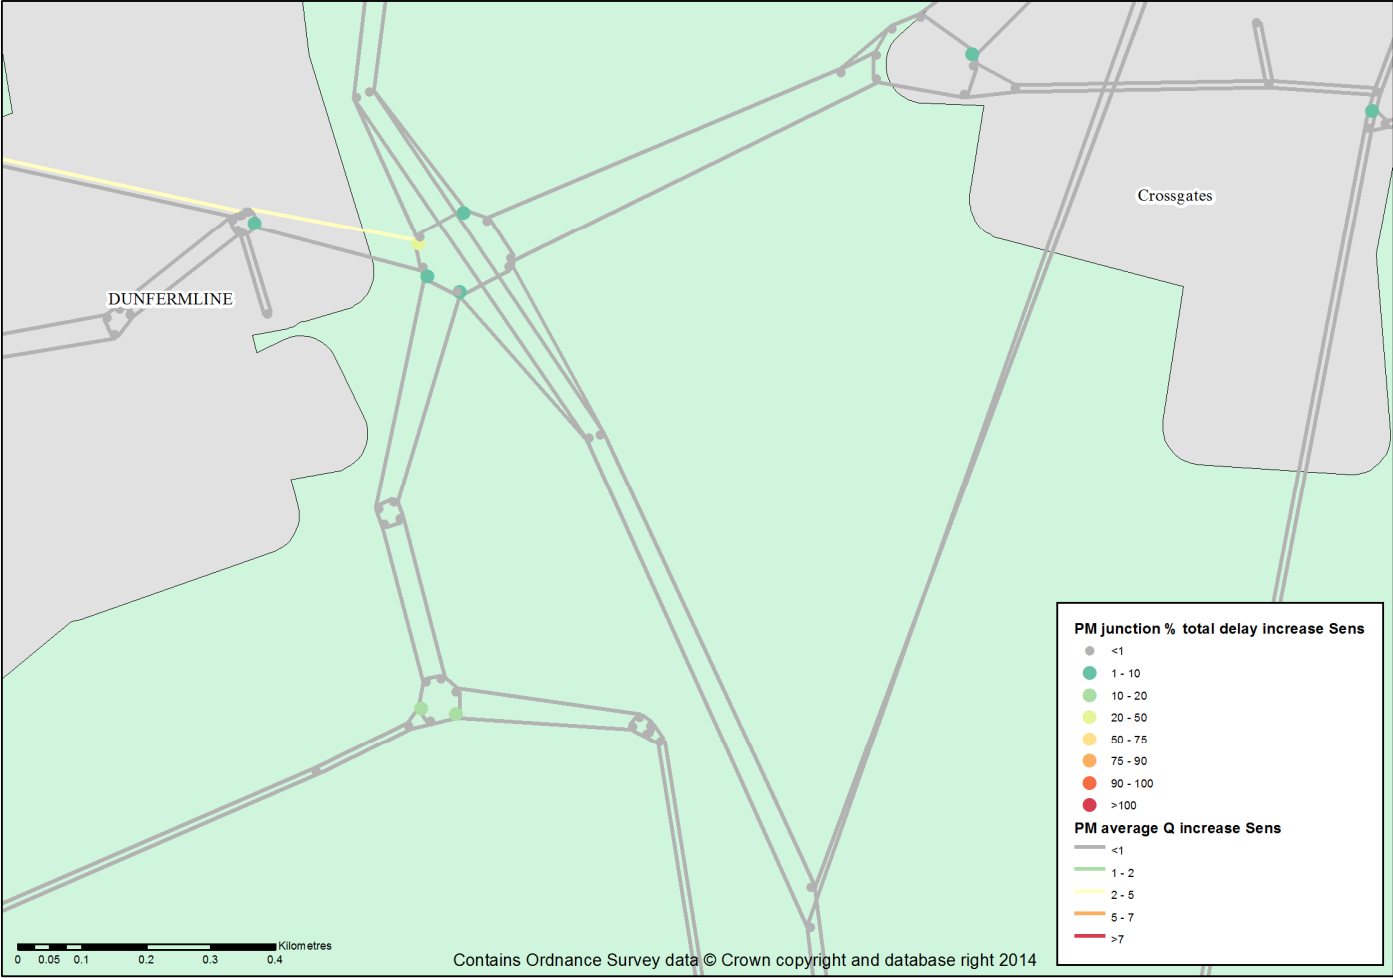 Crossgates
DUNFERMLINE
PM junction % total delay increase Sens
<1
1 - 10
10 - 20
20 - 50
50 - 75
75 - 90
90 - 100
>100
PM average Q increase Sens
<1
1 - 2
2 - 5
5 - 7
>7
Kilometres
0 0.05 0.1 0.2 0.3 0.4
Contains Ordnance Survey data © Crown copyright and database right 2014